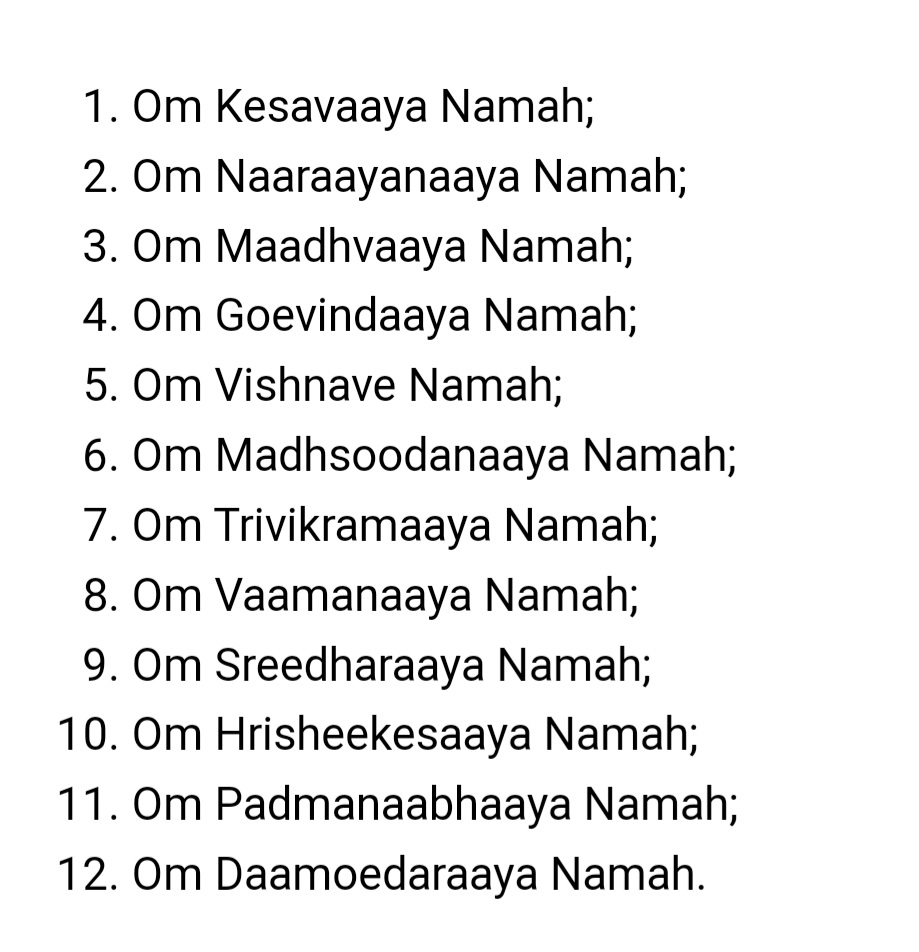 1. Om Kesavaaya Namah;
2. Om Naaraayanaaya Namah;
3. Om Maadhvaaya Namah;
4. Om Goevindaaya Namah;
5. Om Vishnave Namah;
6. Om Madhsoodanaaya Namah;
7. Om Trivikramaaya Namah;
8. Om Vaamanaaya Namah;
9. Om Sreedharaaya Namah;
10. Om Hrisheekesaaya Namah;
11. Om Padmanaabhaaya Namah;
12. Om Daamoedaraaya Namah.